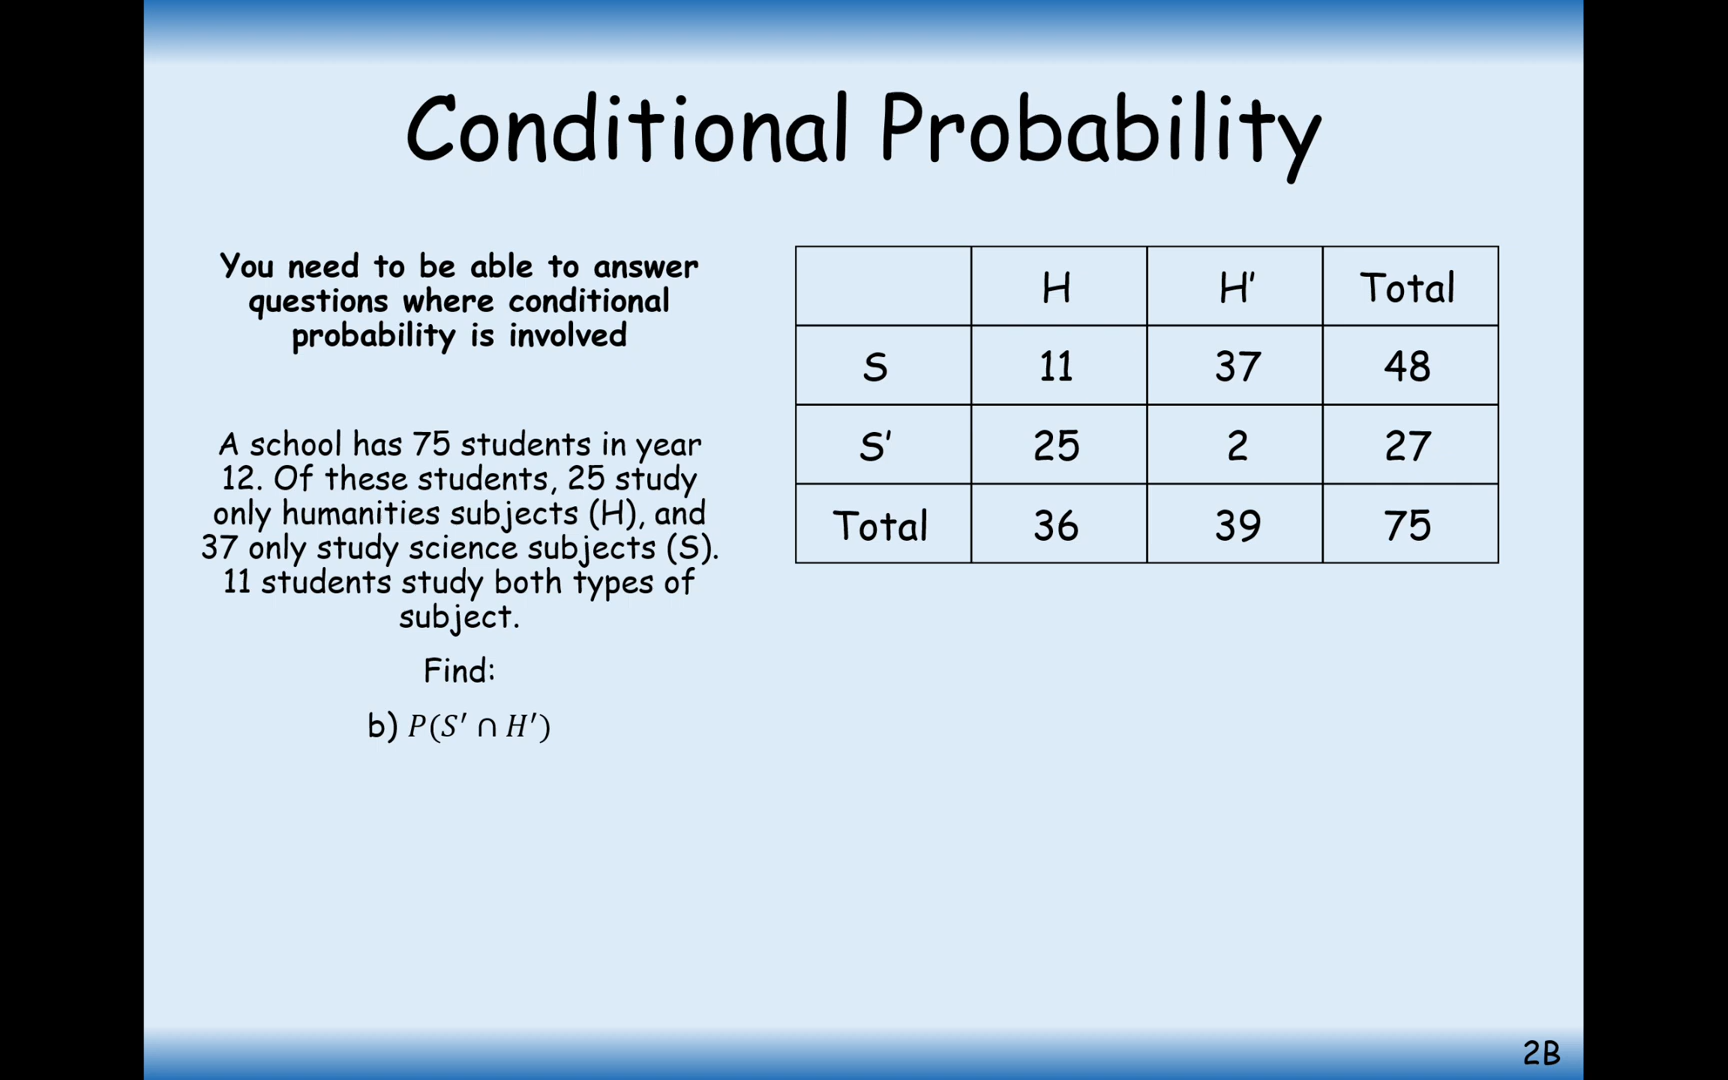 Conditional Probability
You need to be able to answer
questions where conditional
probability is involved
A school has 75 students in year
12. Of these students, 25 study
only humanities subjects (H), and
37 only study science subjects (S).
11 students study both types of
subject.
Find:
b) P(S′ ∩ H′)
H H' Total
S 11 37 48
S' 25 2 27
Total 36 39 75
2B